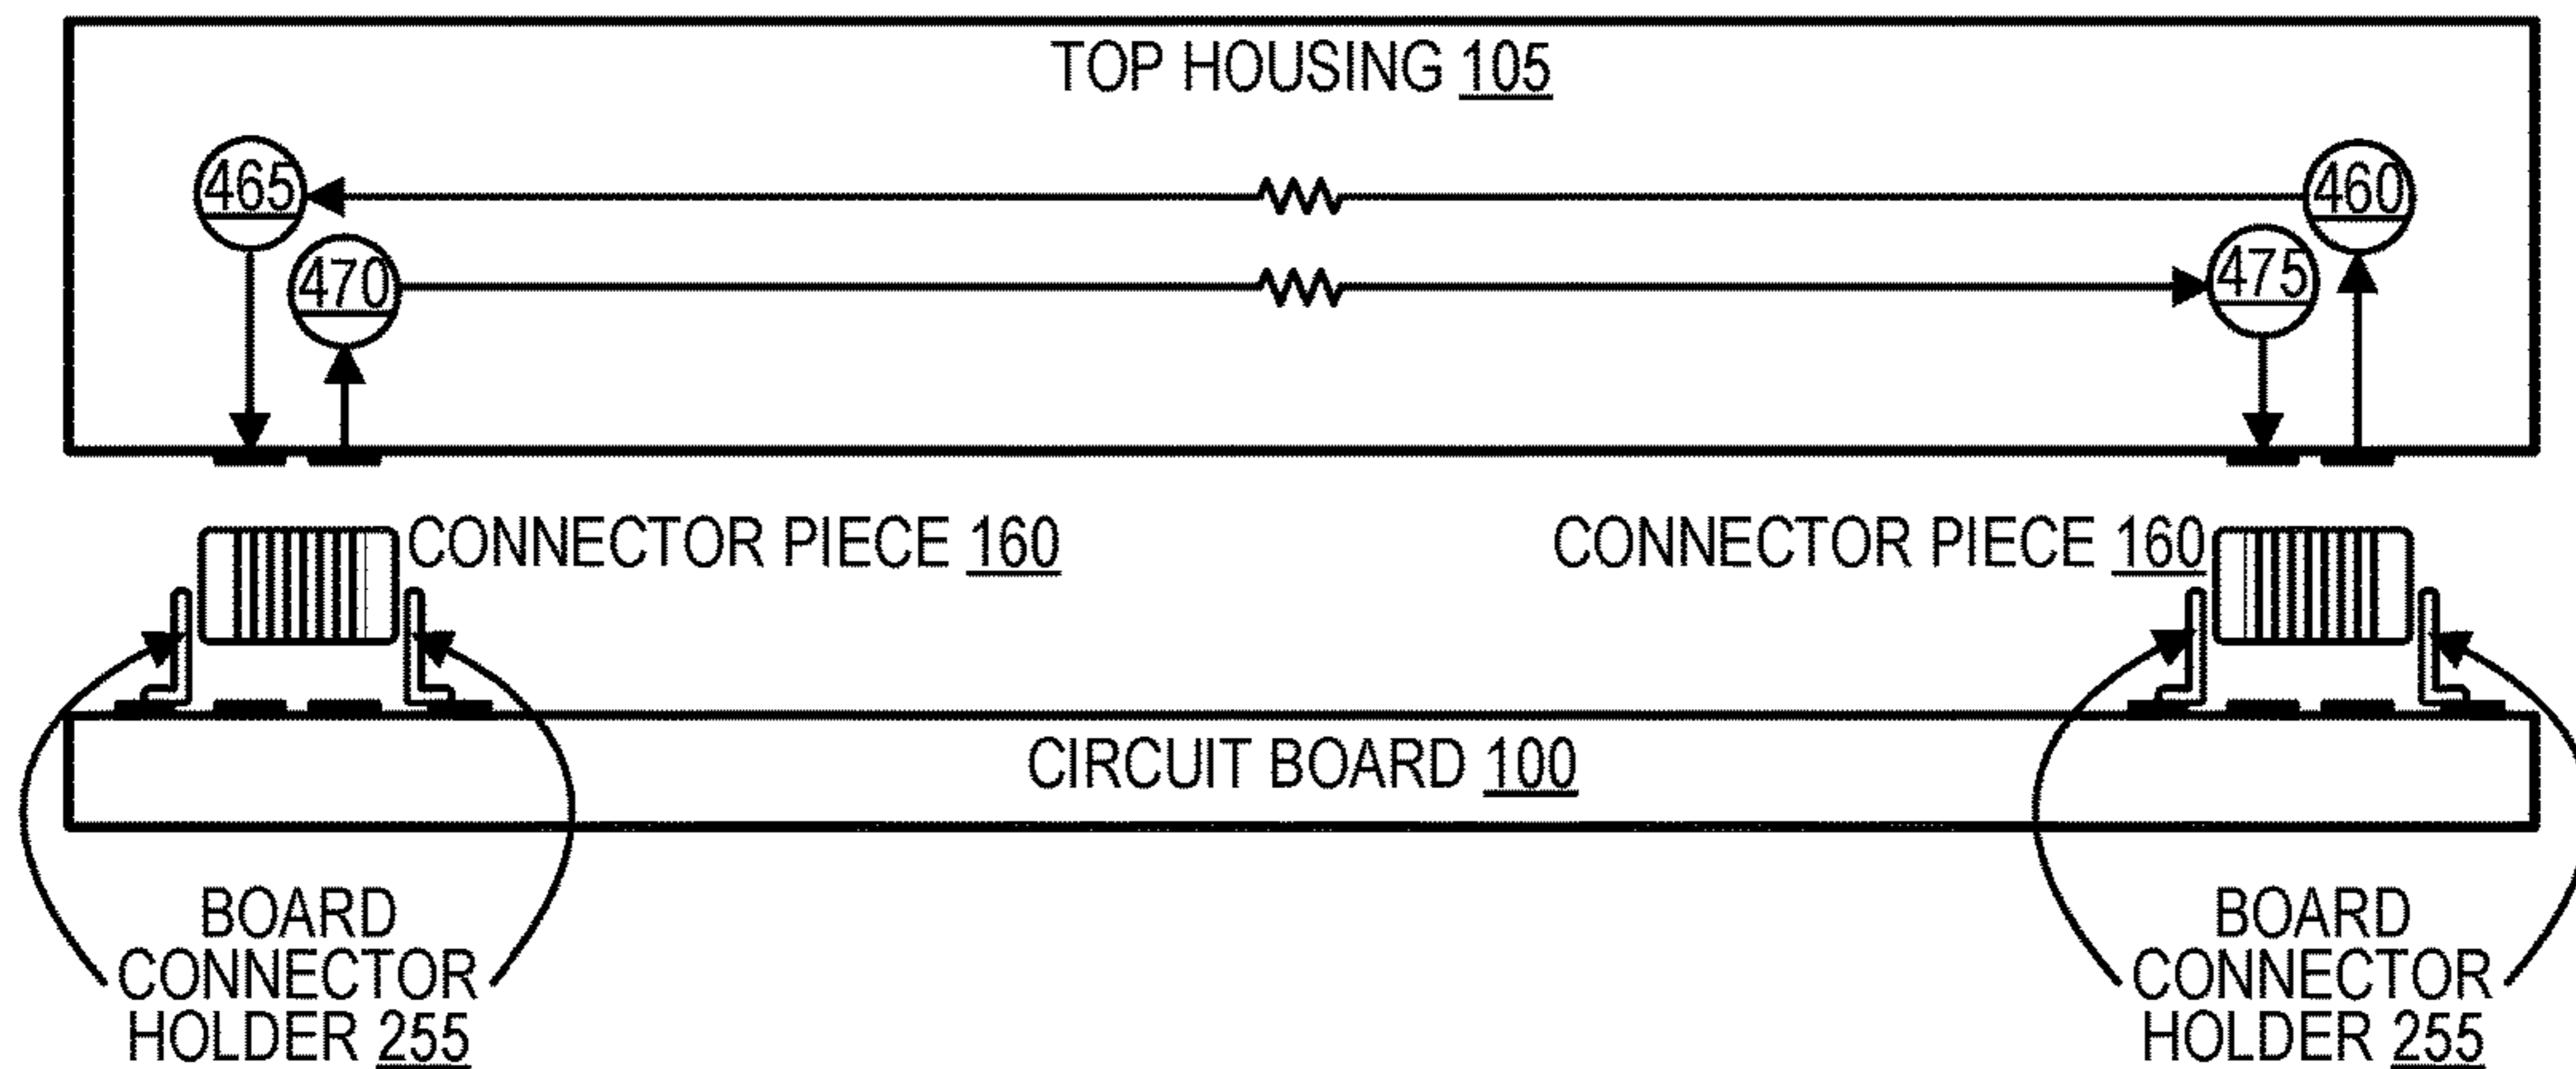 TOP HOUSING 105
465
460
470
475
CONNECTOR PIECE 160
CONNECTOR PIECE 160
CIRCUIT BOARD 100
BOARD
CONNECTOR
HOLDER 255
BOARD
CONNECTOR
HOLDER 255